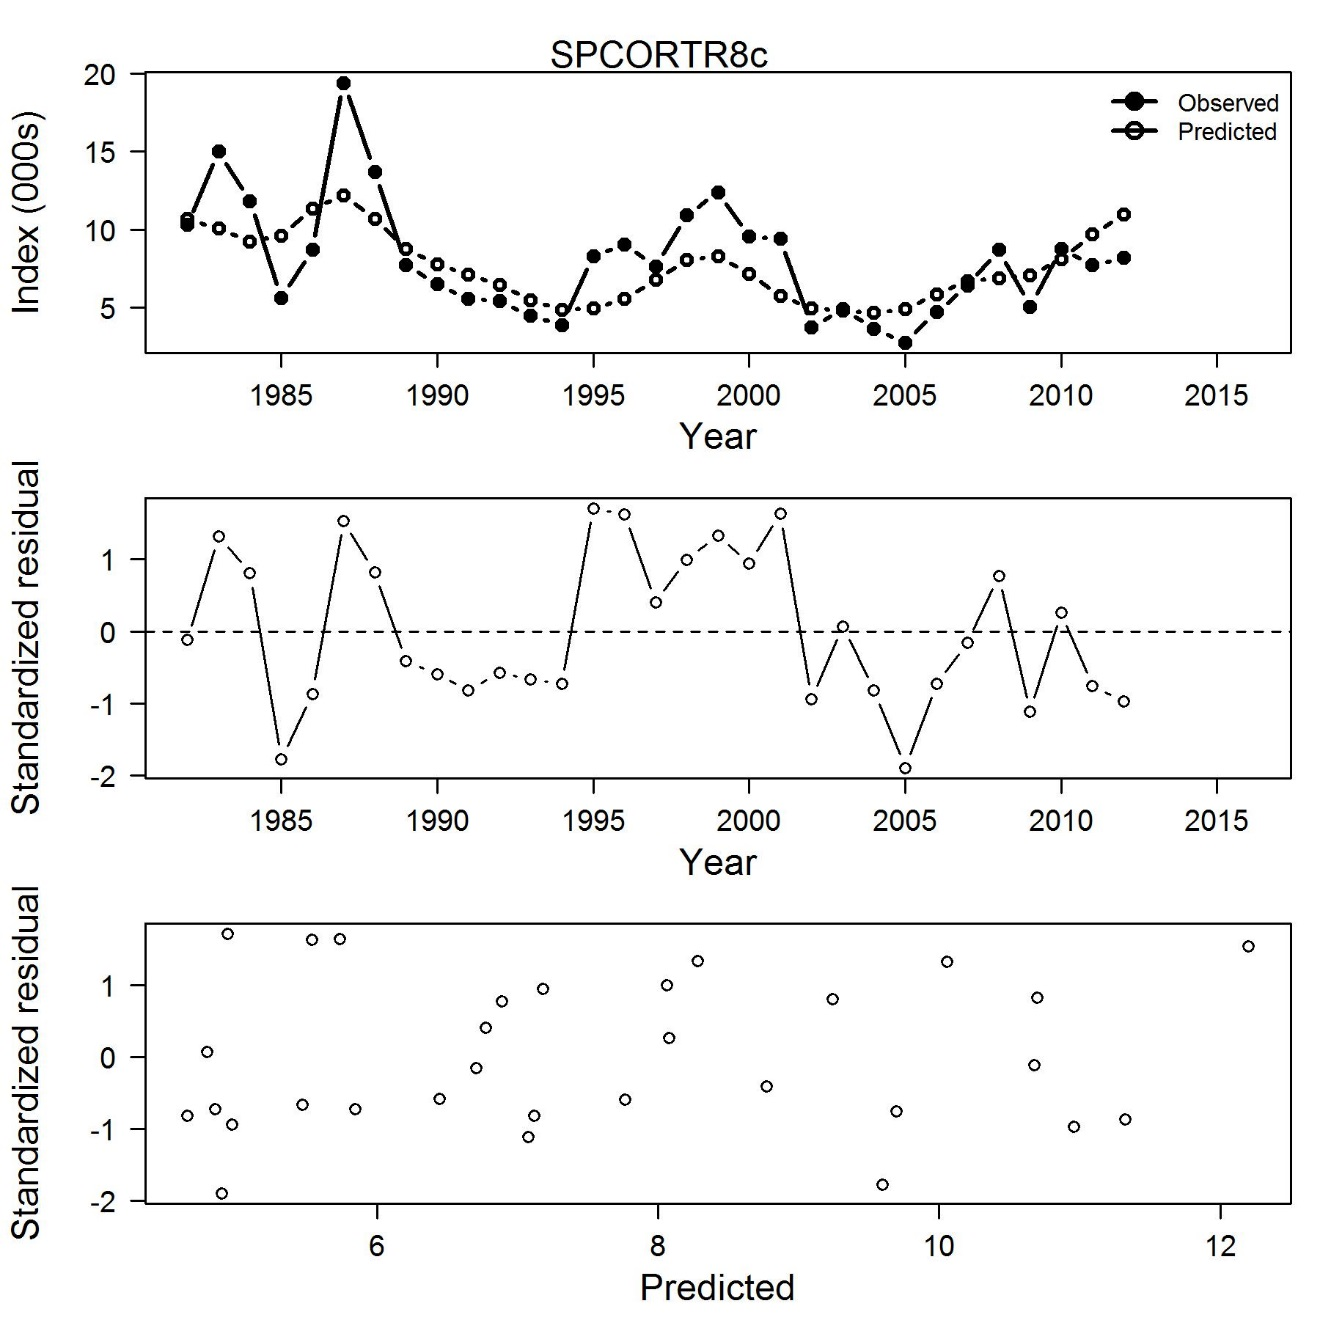 SPCORTR8c
Index (000s)
20
15
10
5
Observed
Predicted
1985 1990 1995 2000 2005 2010 2015
Year
Standardized residual
1
0
-1
-2
1985 1990 1995 2000 2005 2010 2015
Year
Standardized residual
1
0
-1
-2
6 8 10 12
Predicted